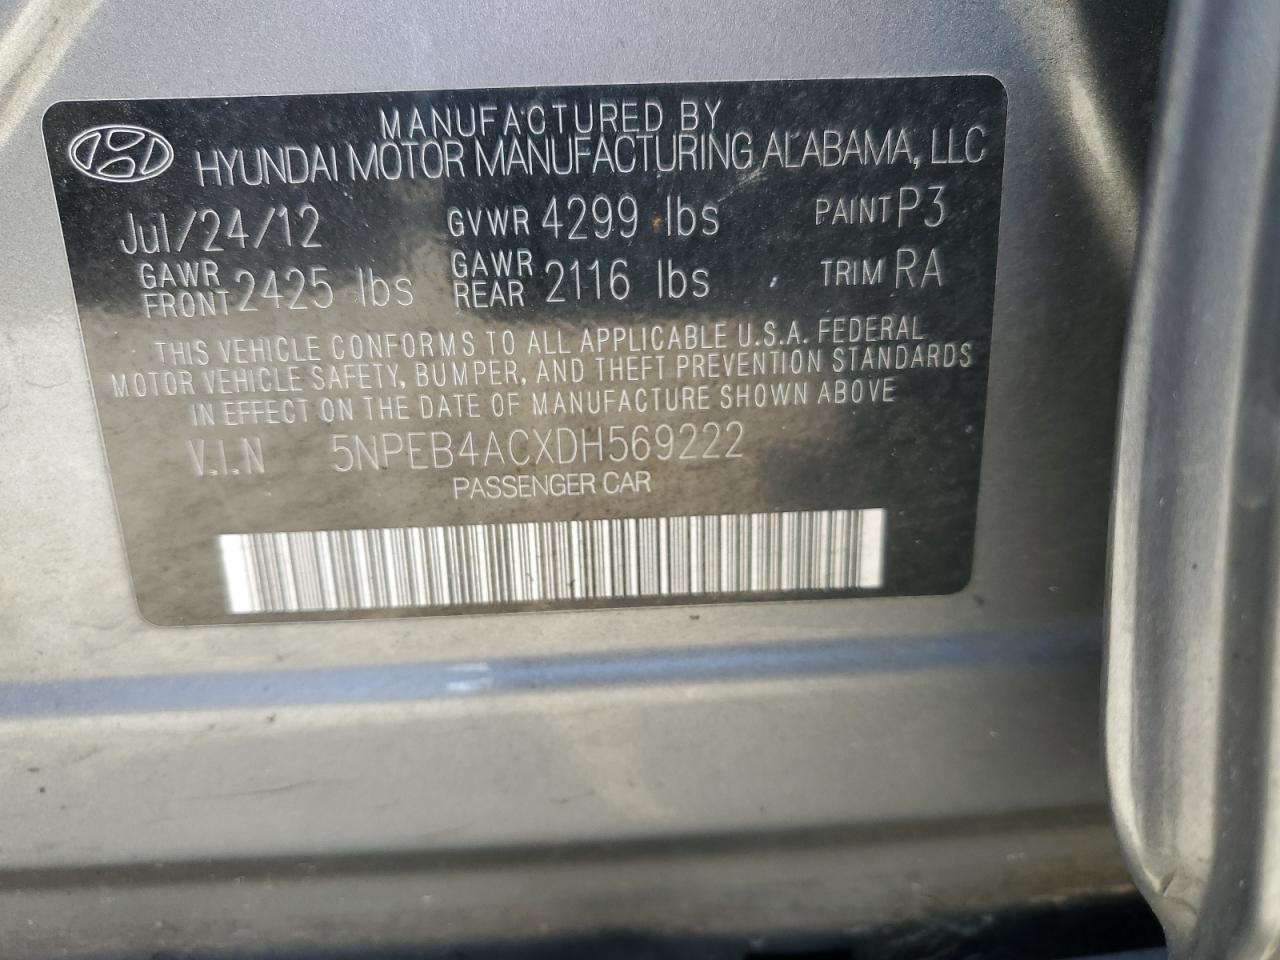 MANUFACTURED BY
HYUNDAI MOTOR MANUFACTURING ALABAMA, LLC
Jul/24/12 GVWR 4299 lbs PAINT P3
GAWR FRONT 2425 lbs GAWR REAR 2116 lbs TRIM RA
THIS VEHICLE CONFORMS TO ALL APPLICABLE U.S.A. FEDERAL
MOTOR VEHICLE SAFETY, BUMPER, AND THEFT PREVENTION STANDARDS
IN EFFECT ON THE DATE OF MANUFACTURE SHOWN ABOVE
V.I.N 5NPEB4ACXDH569222
PASSENGER CAR